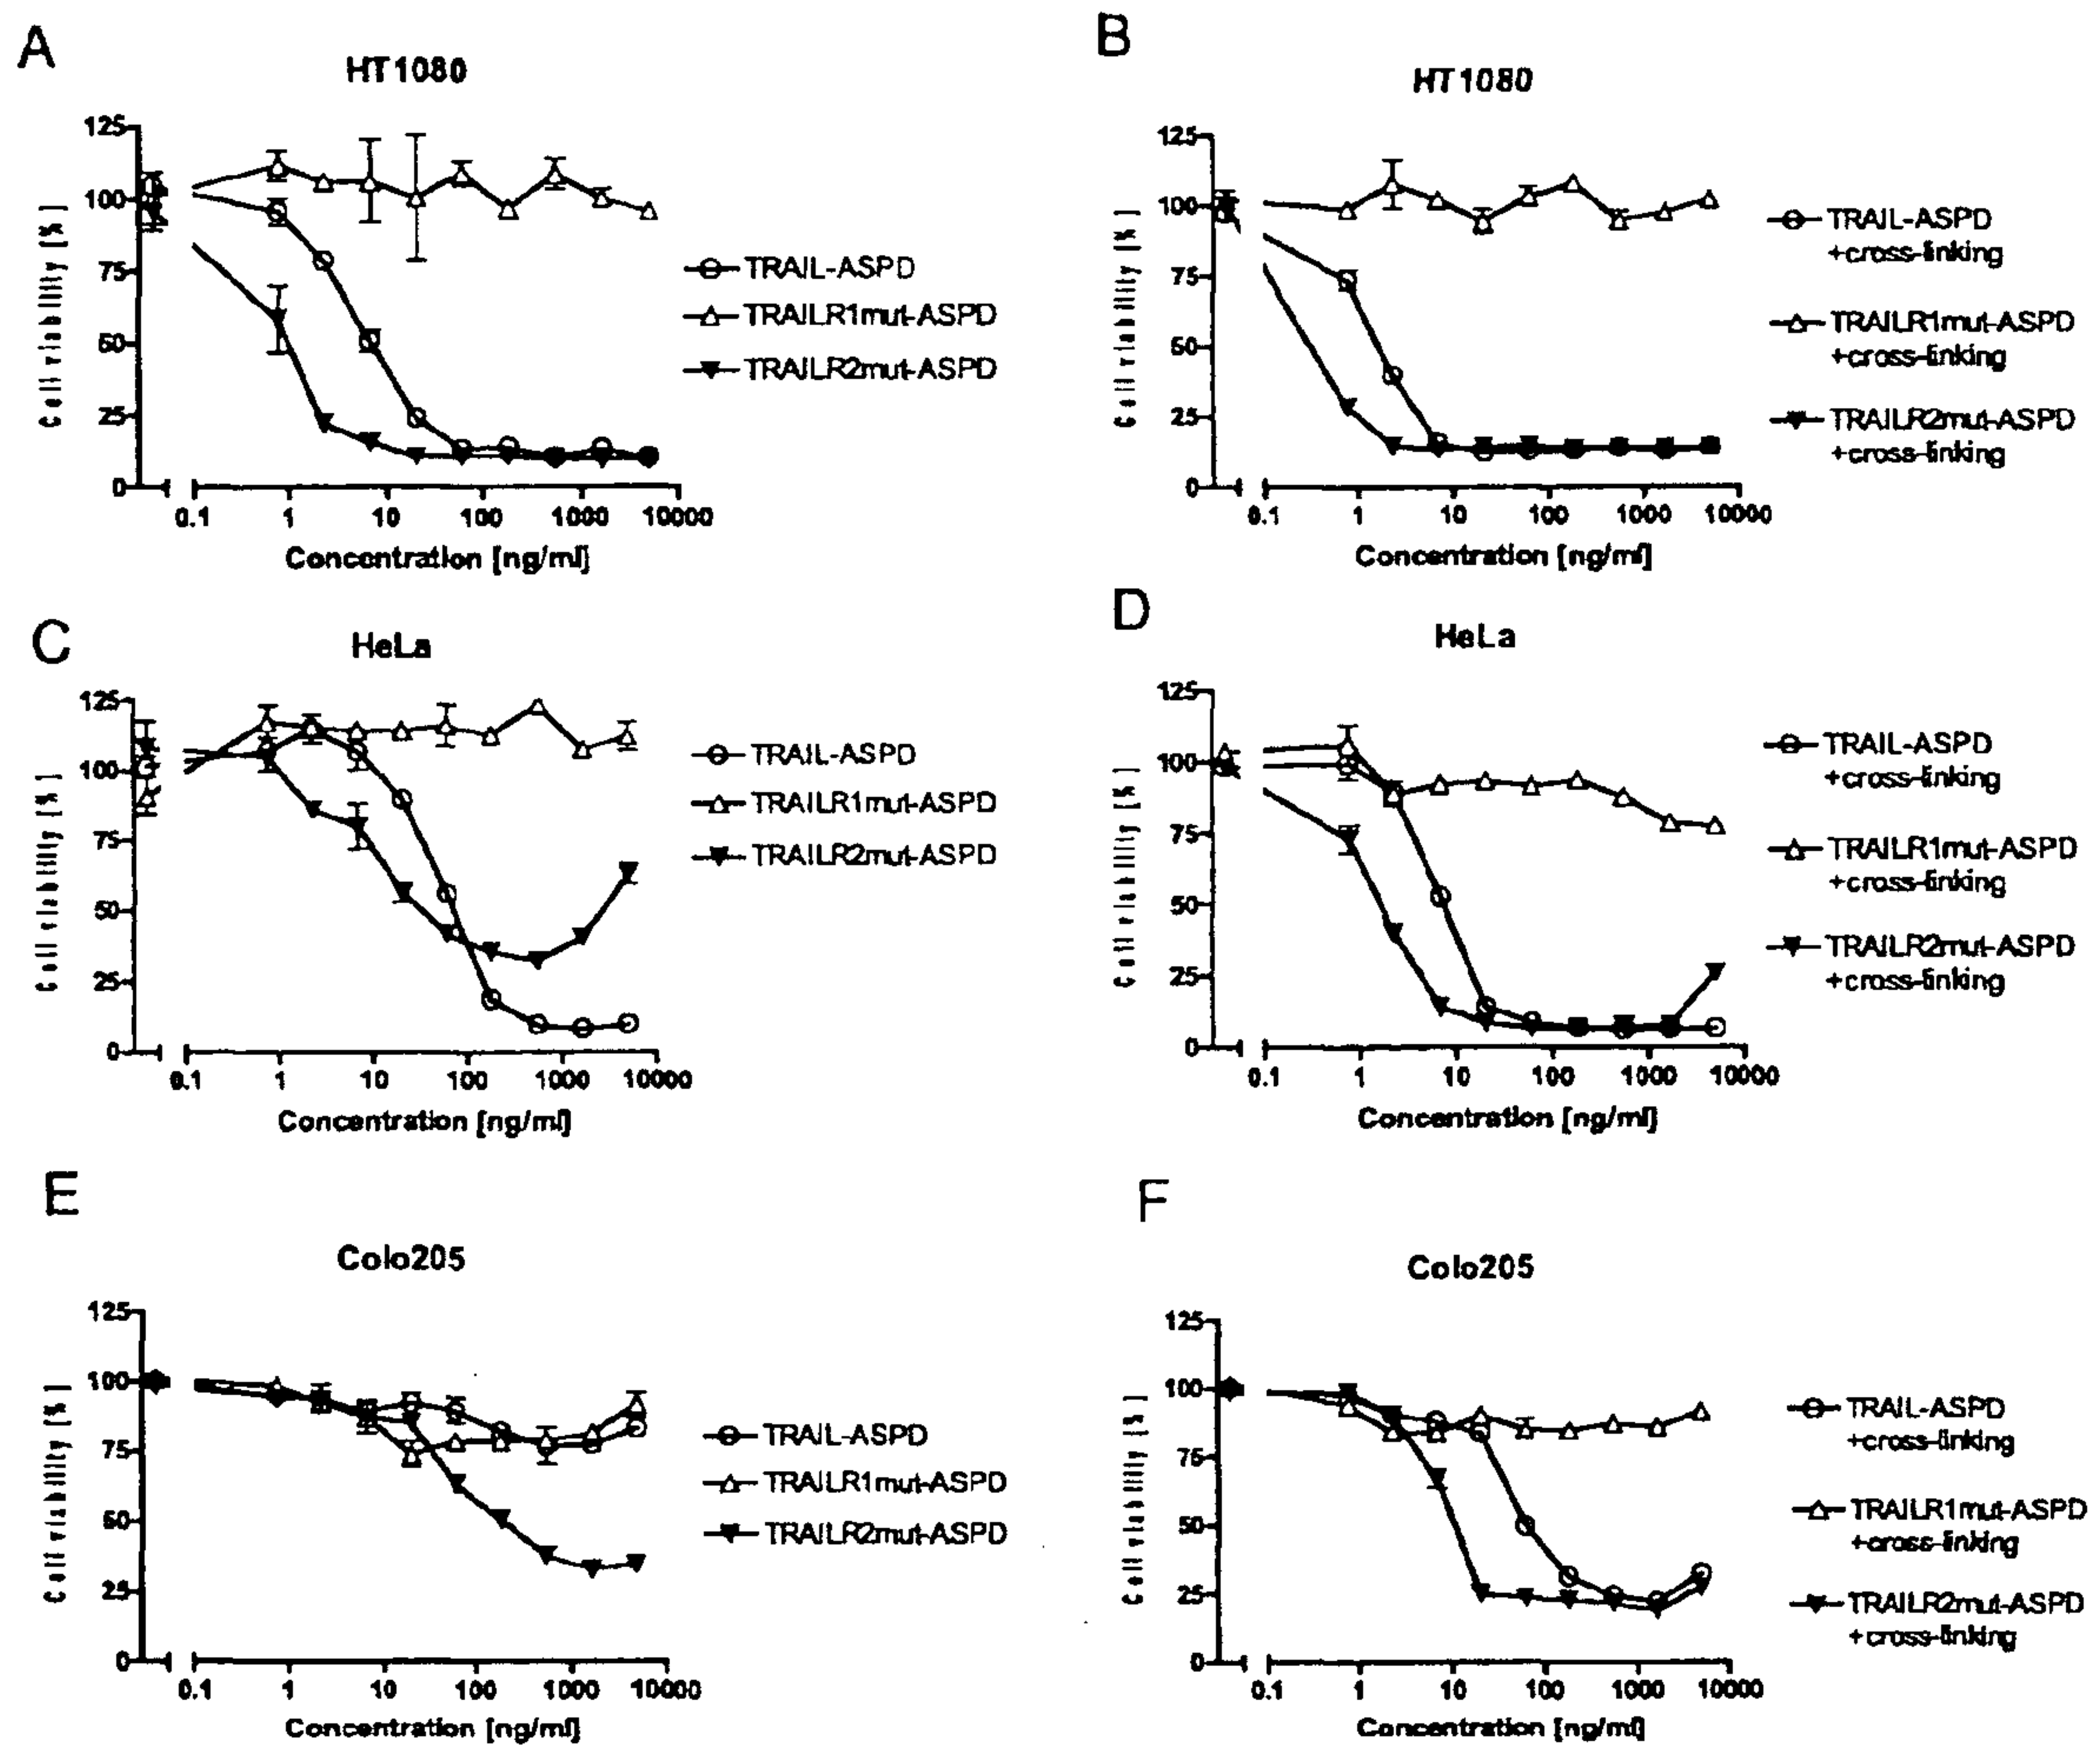 A
HT1080
Cell viability [%]
125
100
75
50
25
0
0.1 1 10 100 1000 10000
Concentration [ng/ml]
TRAIL-ASPD
TRAILR1mut-ASPD
TRAILR2mut-ASPD
B
HT1080
Cell viability [%]
125
100
75
50
25
0
0.1 1 10 100 1000 10000
Concentration [ng/ml]
TRAIL-ASPD
+cross-linking
TRAILR1mut-ASPD
+cross-linking
TRAILR2mut-ASPD
+cross-linking
C
HeLa
Cell viability [%]
125
100
75
50
25
0
0.1 1 10 100 1000 10000
Concentration [ng/ml]
TRAIL-ASPD
TRAILR1mut-ASPD
TRAILR2mut-ASPD
D
HeLa
Cell viability [%]
125
100
75
50
25
0
0.1 1 10 100 1000 10000
Concentration [ng/ml]
TRAIL-ASPD
+cross-linking
TRAILR1mut-ASPD
+cross-linking
TRAILR2mut-ASPD
+cross-linking
E
Colo205
Cell viability [%]
125
100
75
50
25
0
0.1 1 10 100 1000 10000
Concentration [ng/ml]
TRAIL-ASPD
TRAILR1mut-ASPD
TRAILR2mut-ASPD
F
Colo205
Cell viability [%]
125
100
75
50
25
0
0.1 1 10 100 1000 10000
Concentration [ng/ml]
TRAIL-ASPD
+cross-linking
TRAILR1mut-ASPD
+cross-linking
TRAILR2mut-ASPD
+cross-linking